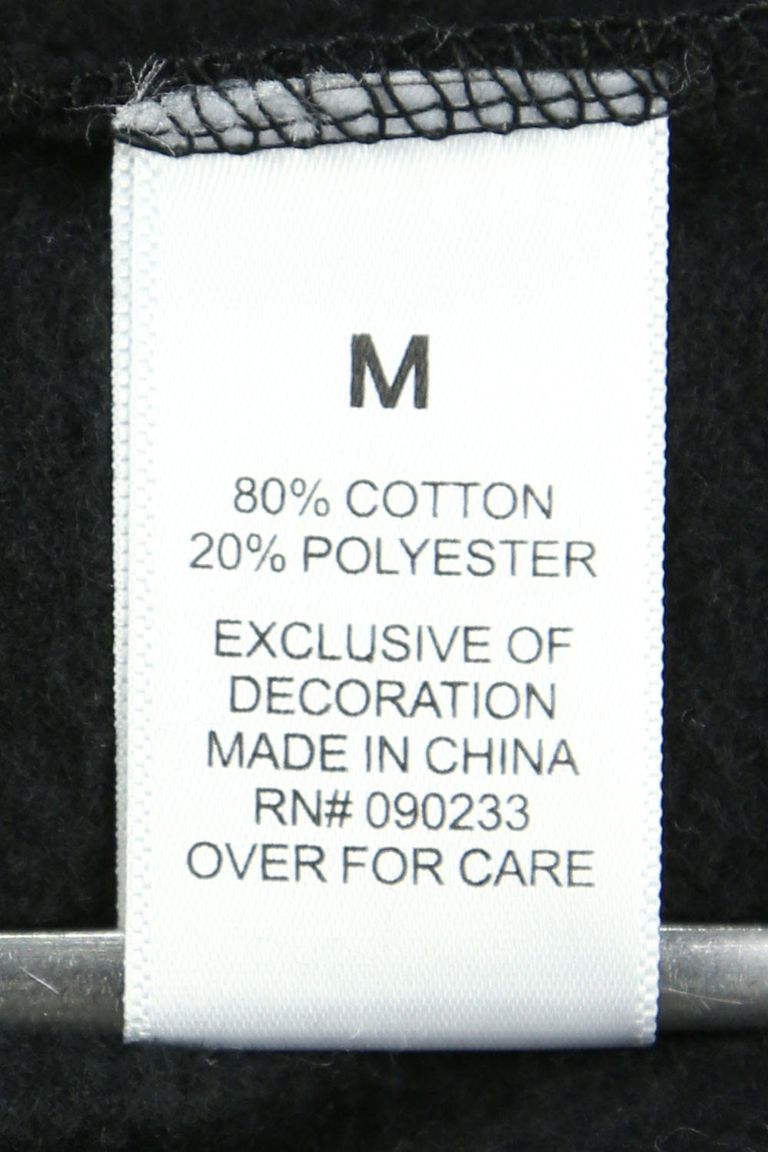 M
80% COTTON
20% POLYESTER
EXCLUSIVE OF
DECORATION
MADE IN CHINA
RN# 090233
OVER FOR CARE